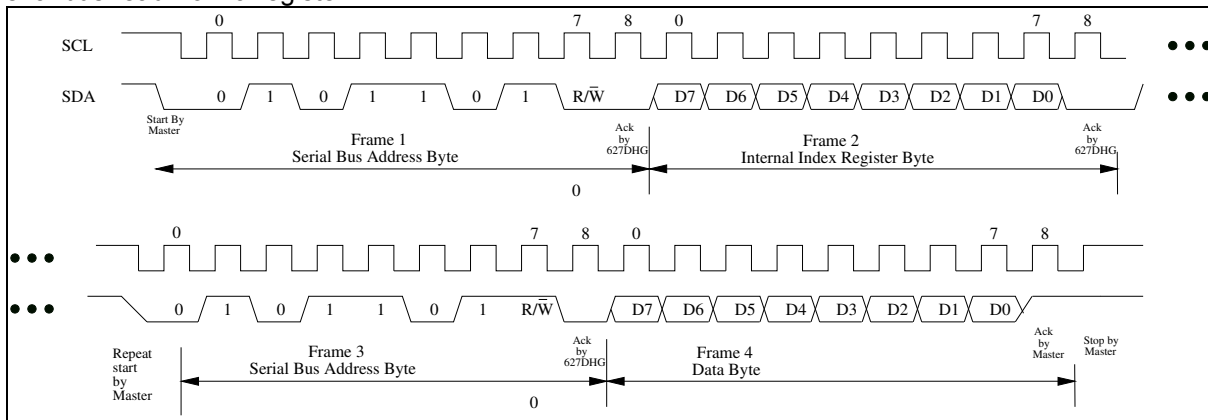 0 7 8 0 7 8
SCL
SDA 0 1 0 1 1 0 1 R/W̅ D7 D6 D5 D4 D3 D2 D1 D0
Start By
Master
Frame 1
Serial Bus Address Byte
Ack
by
627DHG
Frame 2
Internal Index Register Byte
Ack
by
627DHG
0
0 7 8 0 7 8
0 1 0 1 1 0 1 R/W̅ D7 D6 D5 D4 D3 D2 D1 D0
Repeat
start
by
Master
Frame 3
Serial Bus Address Byte
Ack
by
627DHG
Frame 4
Data Byte
Ack
by
Master
Stop by
Master
0